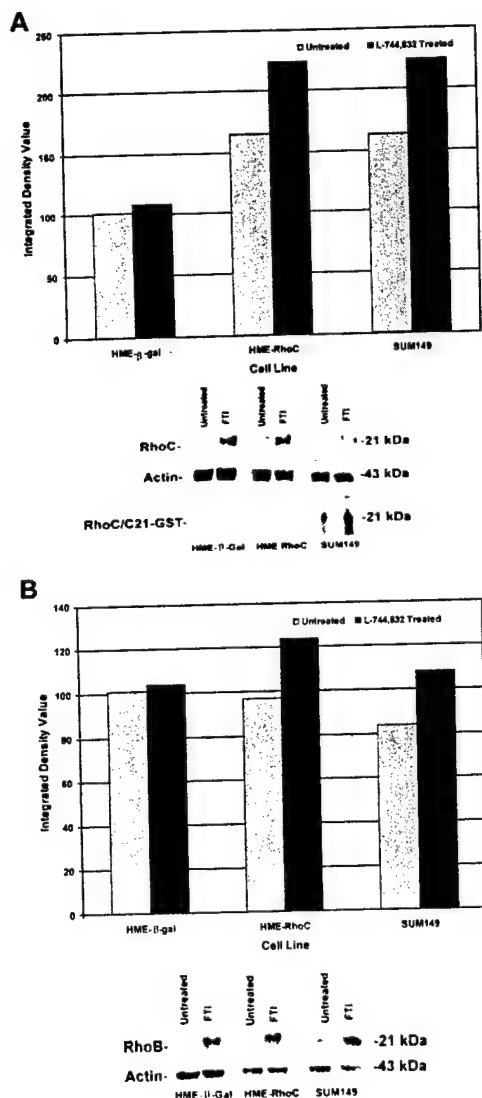 A
□ Untreated ■ L-744,832 Treated
250
200
150
100
50
0
Integrated Density Value
HME-β-gal HME-RhoC SUM149
Cell Line
Untreated FTI Untreated FTI Untreated FTI
RhoC- -21 kDa
Actin- -43 kDa
RhoC/C21-GST- -21 kDa
HME-β-Gal HME RhoC SUM149
B
□ Untreated ■ L-744,832 Treated
140
120
100
80
60
40
20
0
Integrated Density Value
HME-β-gal HME-RhoC SUM149
Cell Line
Untreated FTI Untreated FTI Untreated FTI
RhoB- -21 kDa
Actin- -43 kDa
HME-β-Gal HME-RhoC SUM149